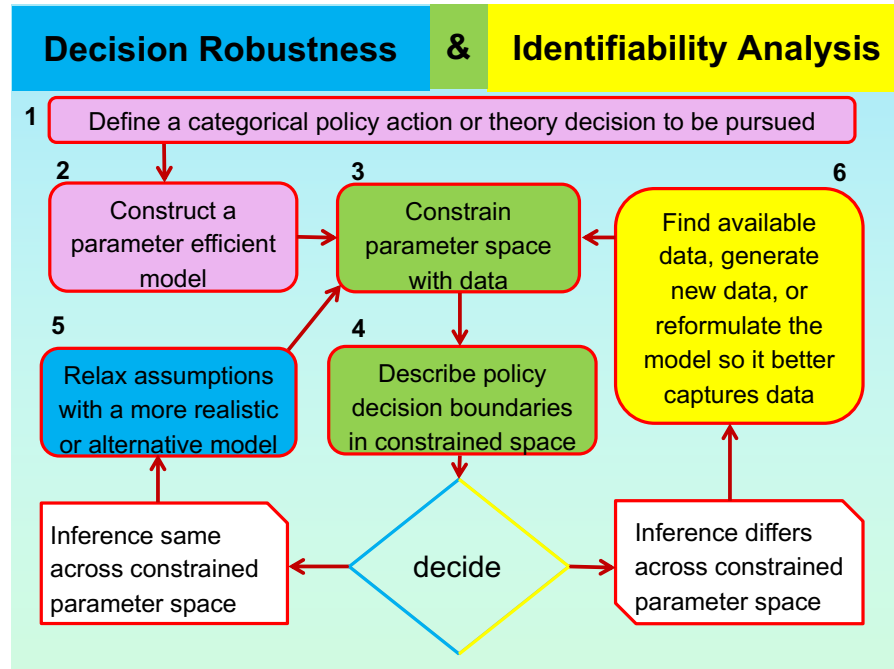 Decision Robustness & Identifiability Analysis
1
Define a categorical policy action or theory decision to be pursued
2
Construct a
parameter efficient
model
3
Constrain
parameter space
with data
6
Find available
data, generate
new data, or
reformulate the
model so it better
captures data
5
Relax assumptions
with a more realistic
or alternative model
4
Describe policy
decision boundaries
in constrained space
Inference same
across constrained
parameter space
decide
Inference differs
across constrained
parameter space